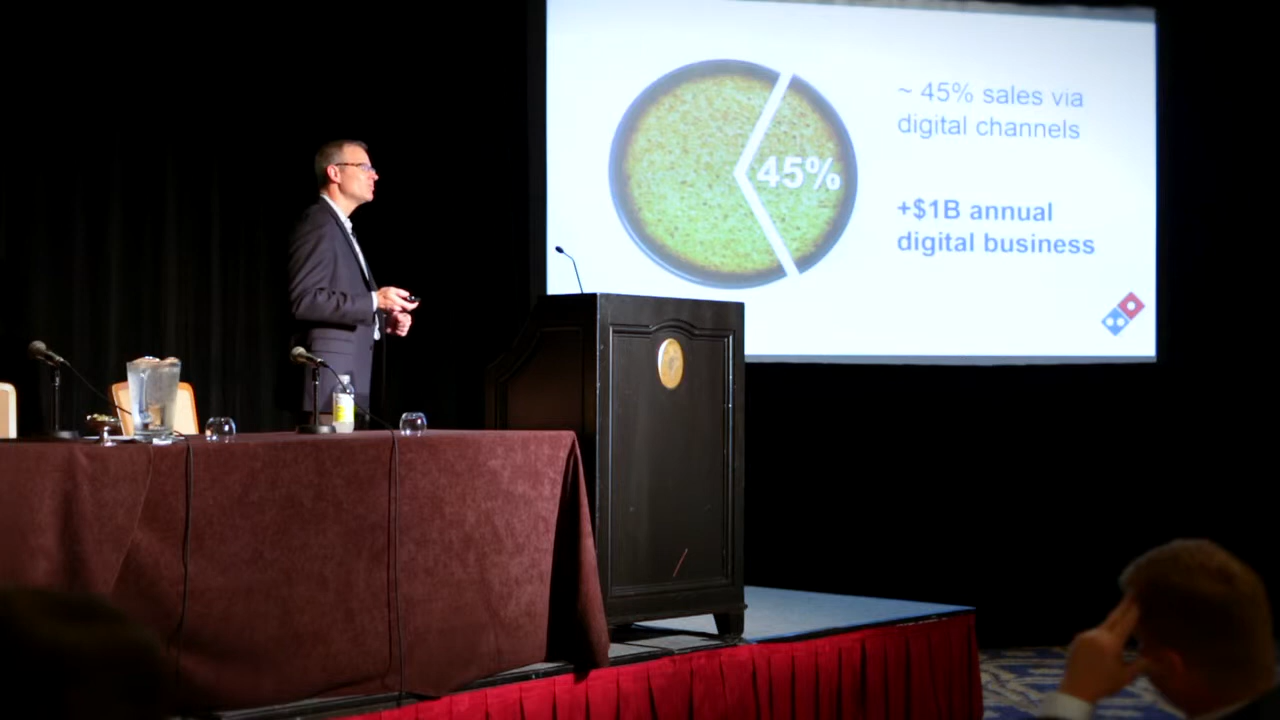 45%
~ 45% sales via
digital channels
+$1B annual
digital business